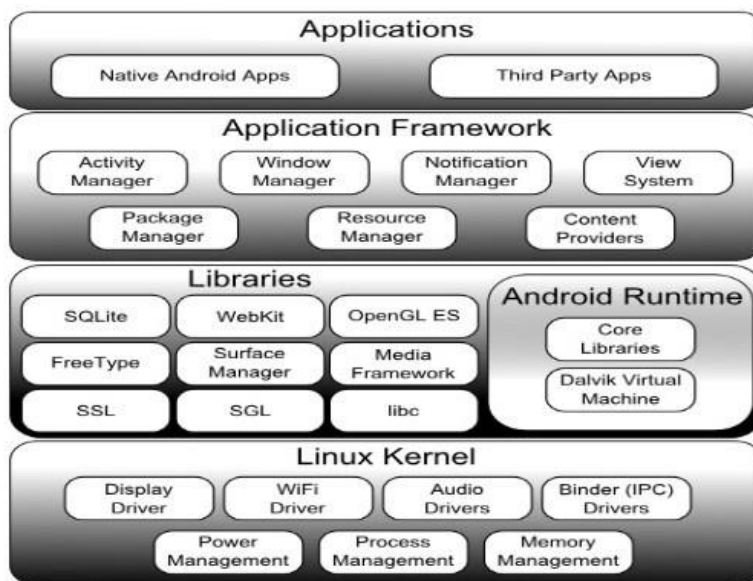 Applications
Native Android Apps
Third Party Apps
Application Framework
Activity
Manager
Window
Manager
Notification
Manager
View
System
Package
Manager
Resource
Manager
Content
Providers
Libraries
SQLite
WebKit
OpenGL ES
FreeType
Surface
Manager
Media
Framework
SSL
SGL
libc
Android Runtime
Core
Libraries
Dalvik Virtual
Machine
Linux Kernel
Display
Driver
WiFi
Driver
Audio
Drivers
Binder (IPC)
Drivers
Power
Management
Process
Management
Memory
Management